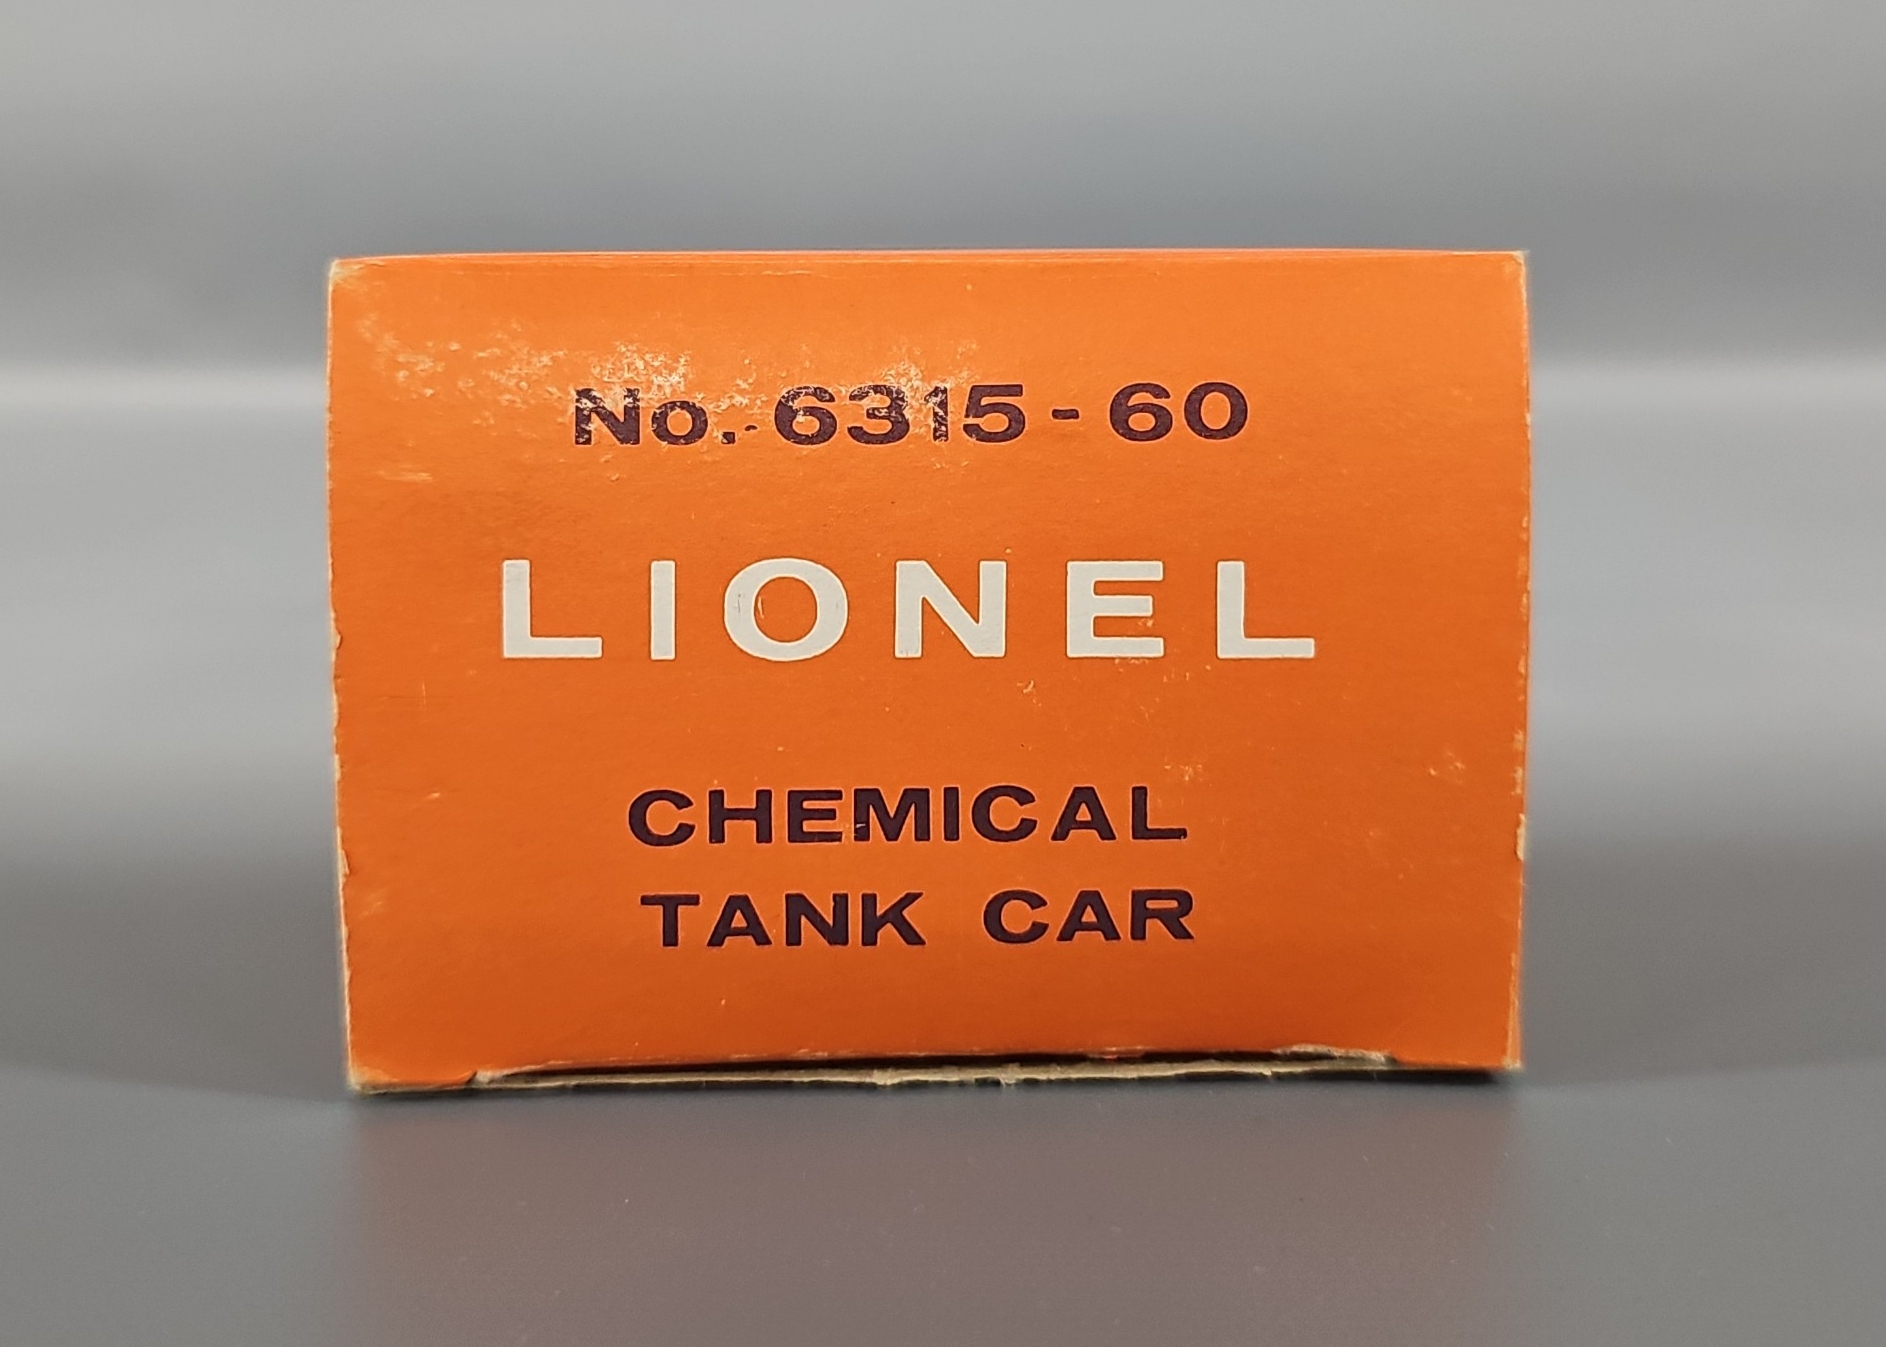 No. 6315-60
LIONEL
CHEMICAL
TANK CAR